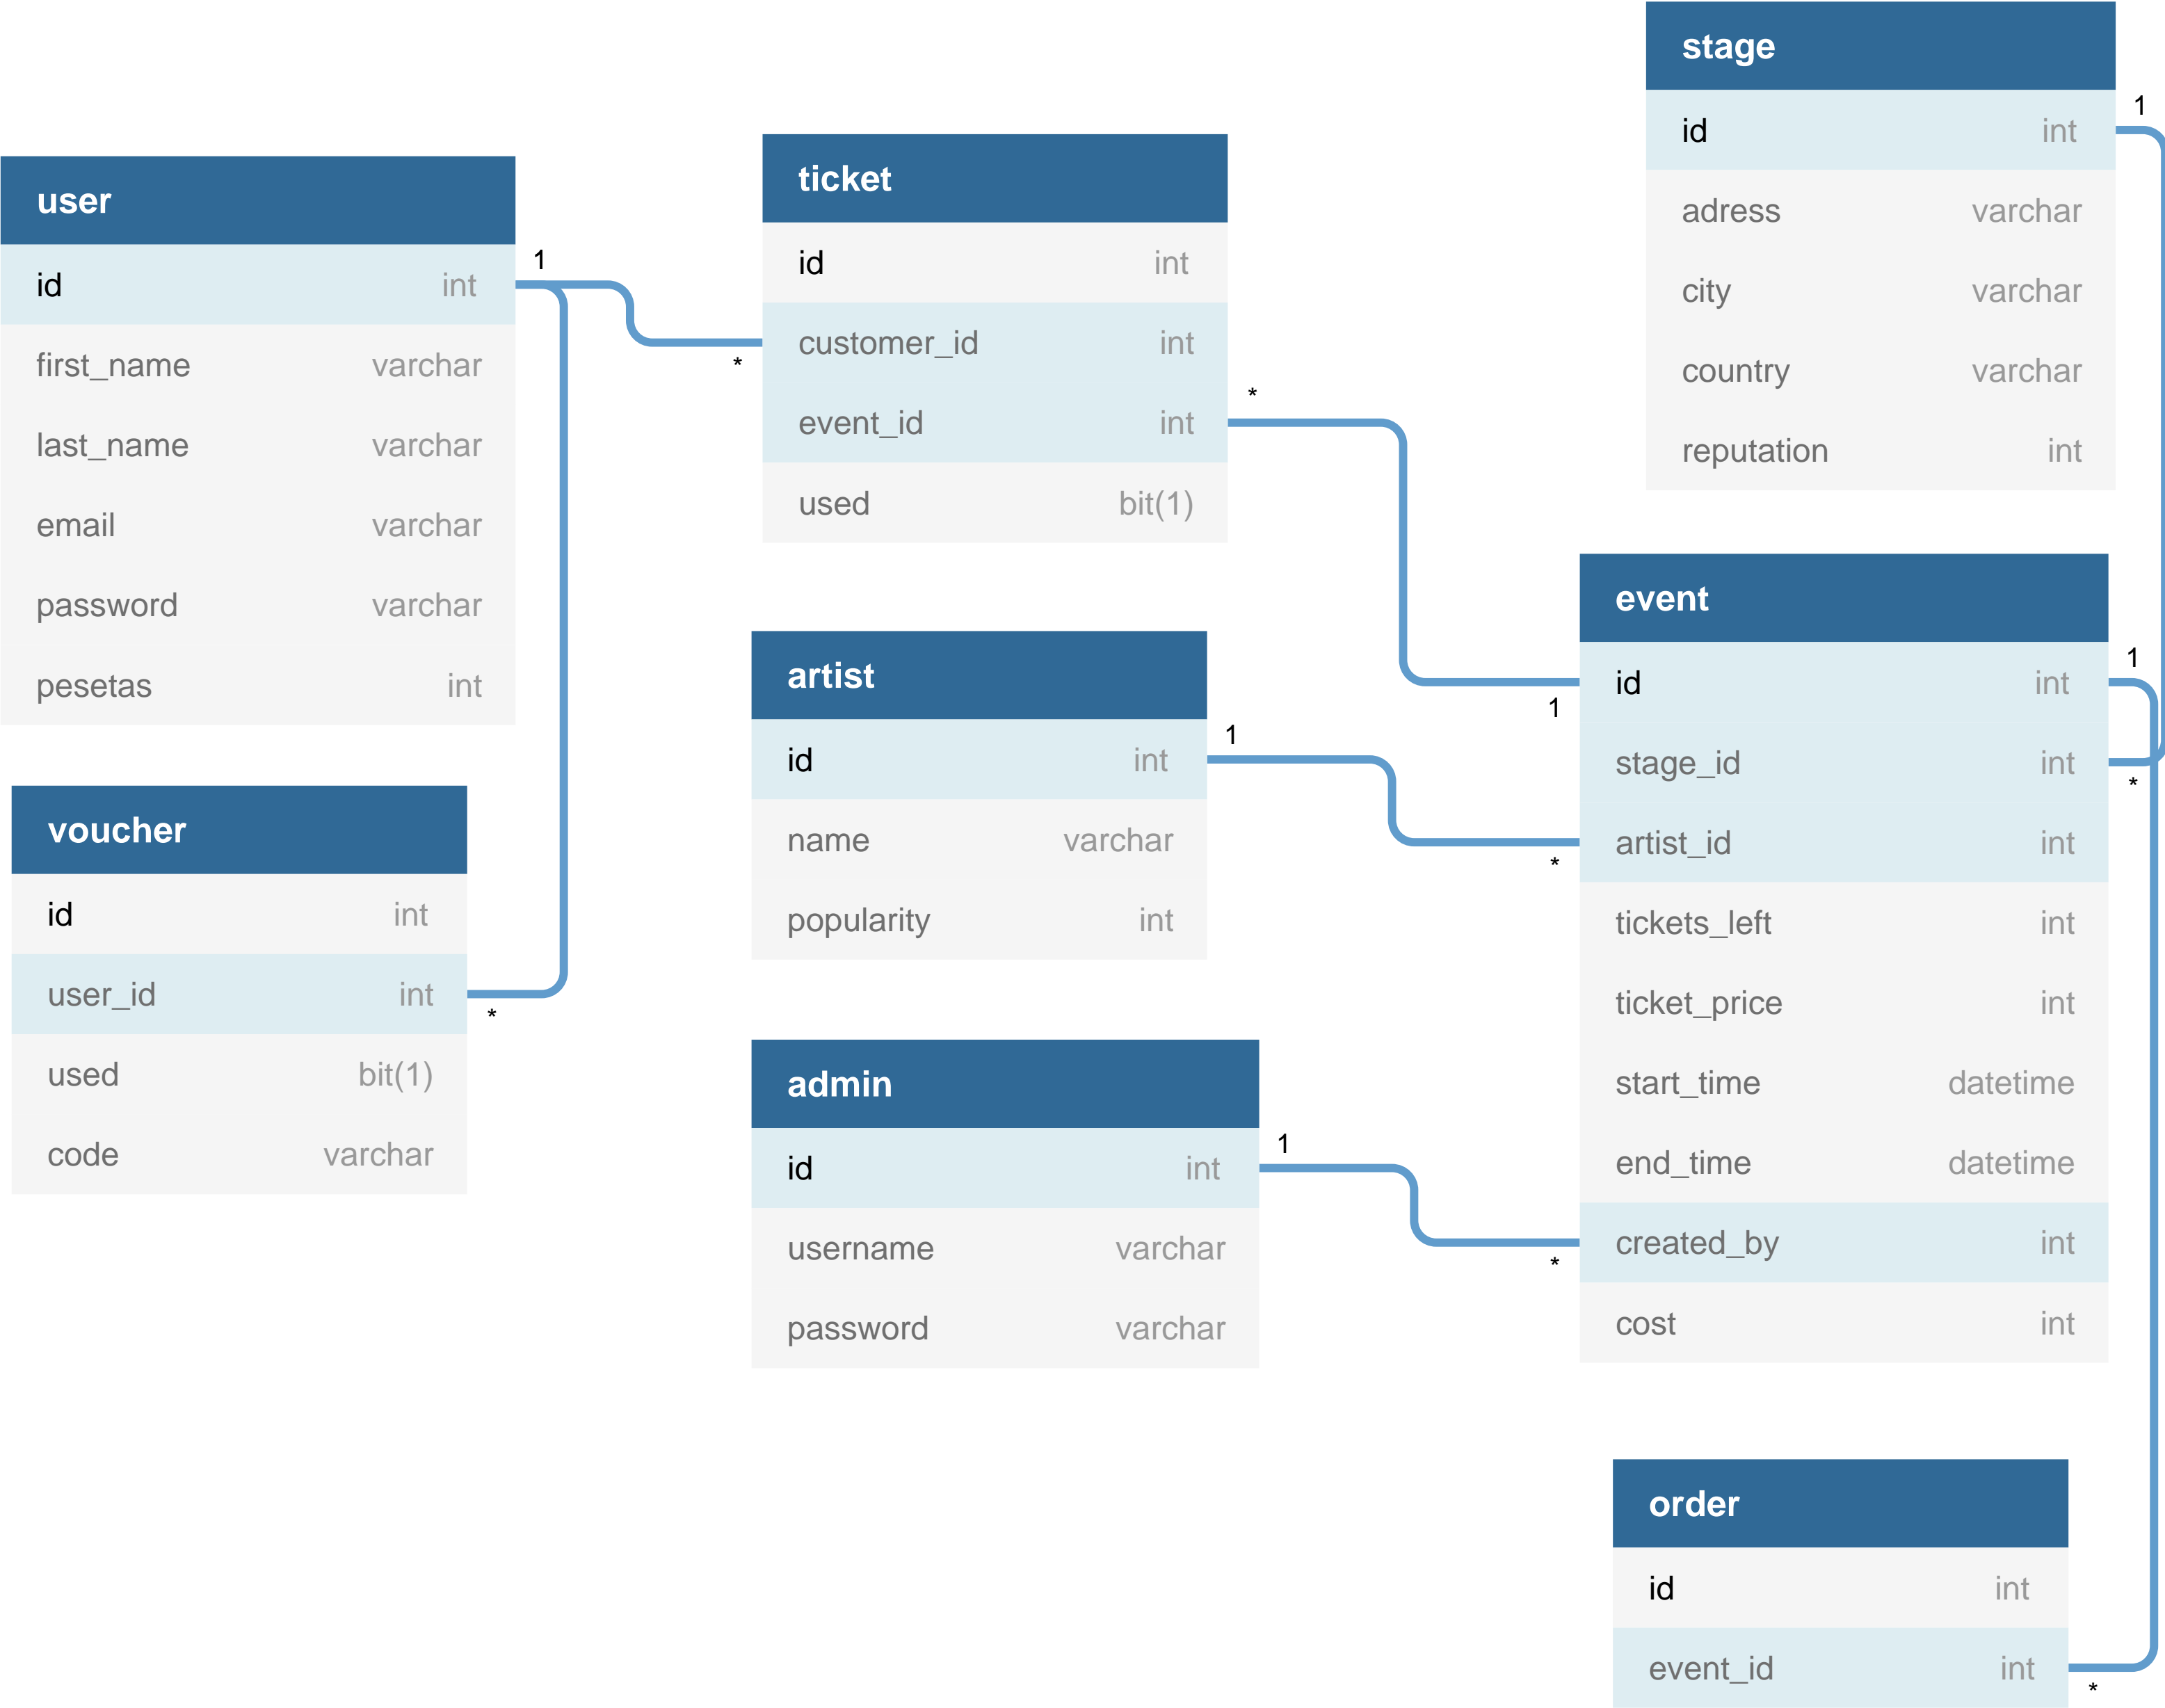 user
id int
first_name varchar
last_name varchar
email varchar
password varchar
pesetas int
1
voucher
id int
user_id int
used bit(1)
code varchar
*
ticket
id int
customer_id int
event_id int
used bit(1)
*
*
artist
id int
name varchar
popularity int
1
admin
id int
username varchar
password varchar
1
stage
id int
adress varchar
city varchar
country varchar
reputation int
1
event
id int
stage_id int
artist_id int
tickets_left int
ticket_price int
start_time datetime
end_time datetime
created_by int
cost int
1
1
*
*
*
order
id int
event_id int
*